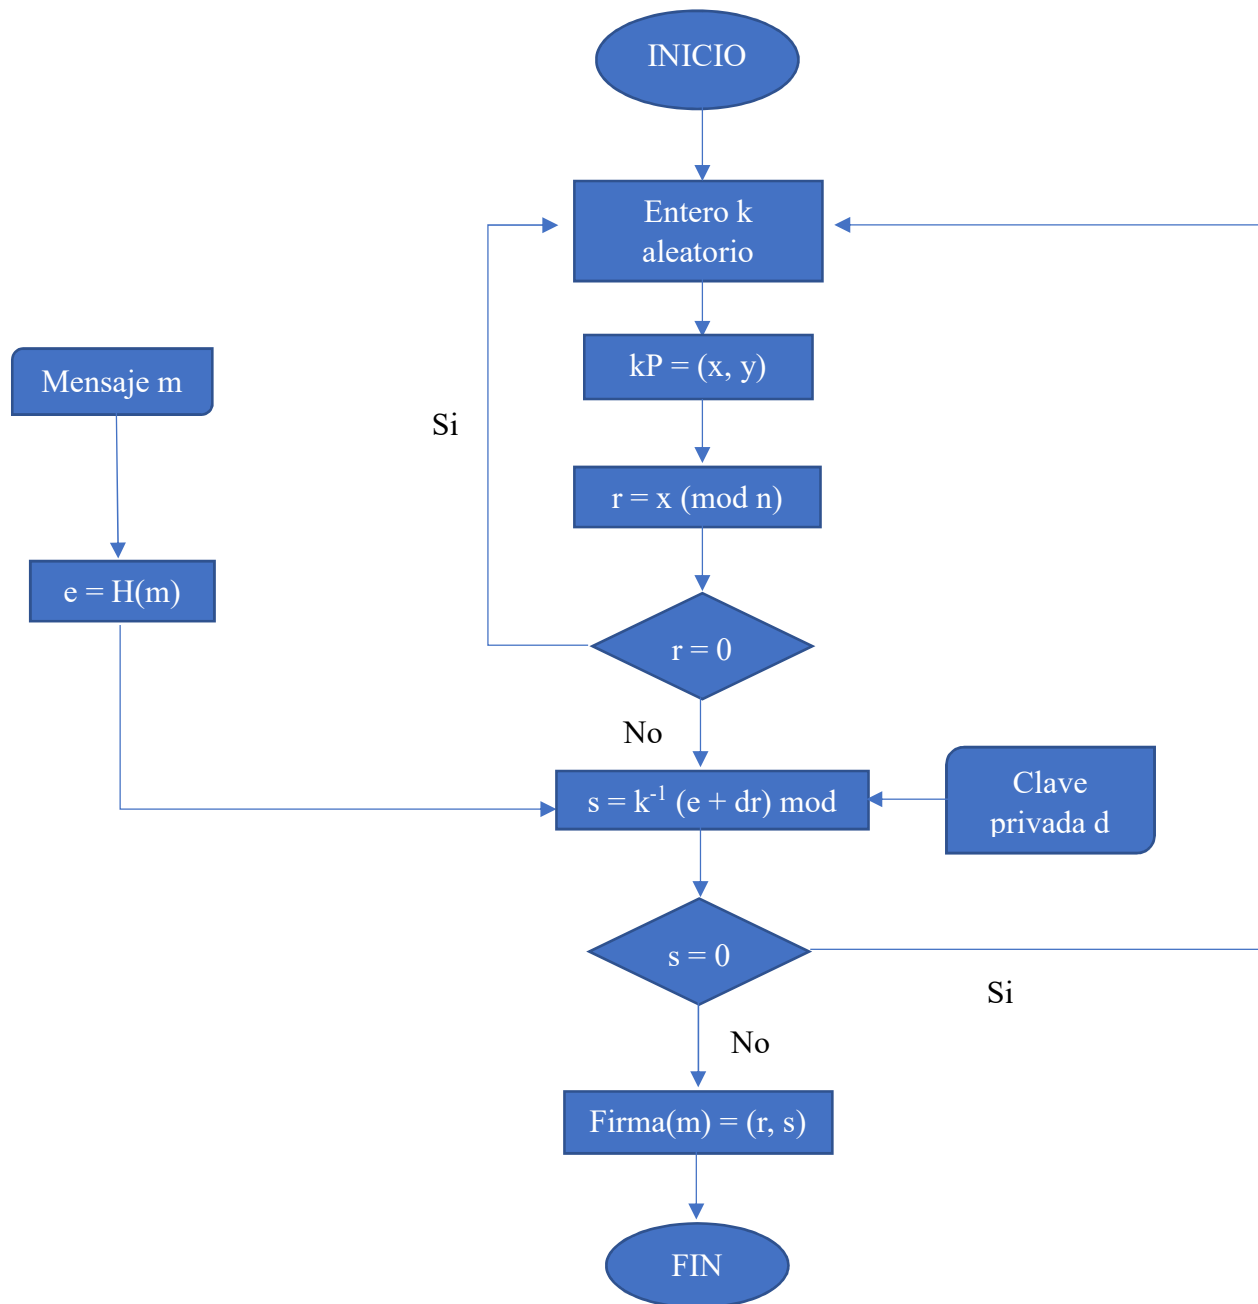 INICIO
Entero k
aleatorio
kP = (x, y)
Mensaje m
Si
r = x (mod n)
e = H(m)
r = 0
No
s = k⁻¹ (e + dr) mod
Clave
privada d
s = 0
Si
No
Firma(m) = (r, s)
FIN